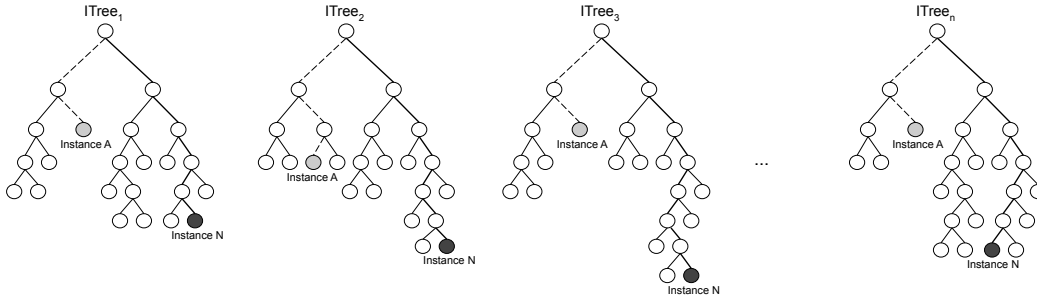 ITree1 ITree2 ITree3 ITreen
Instance A Instance A Instance A ... Instance A
Instance N Instance N Instance N Instance N